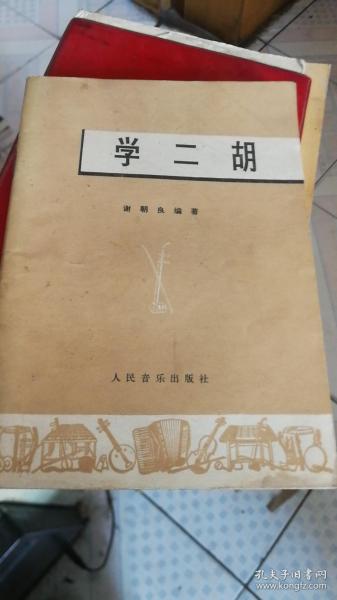 学二胡
谢朝良编著
人民音乐出版社
孔夫子旧书网